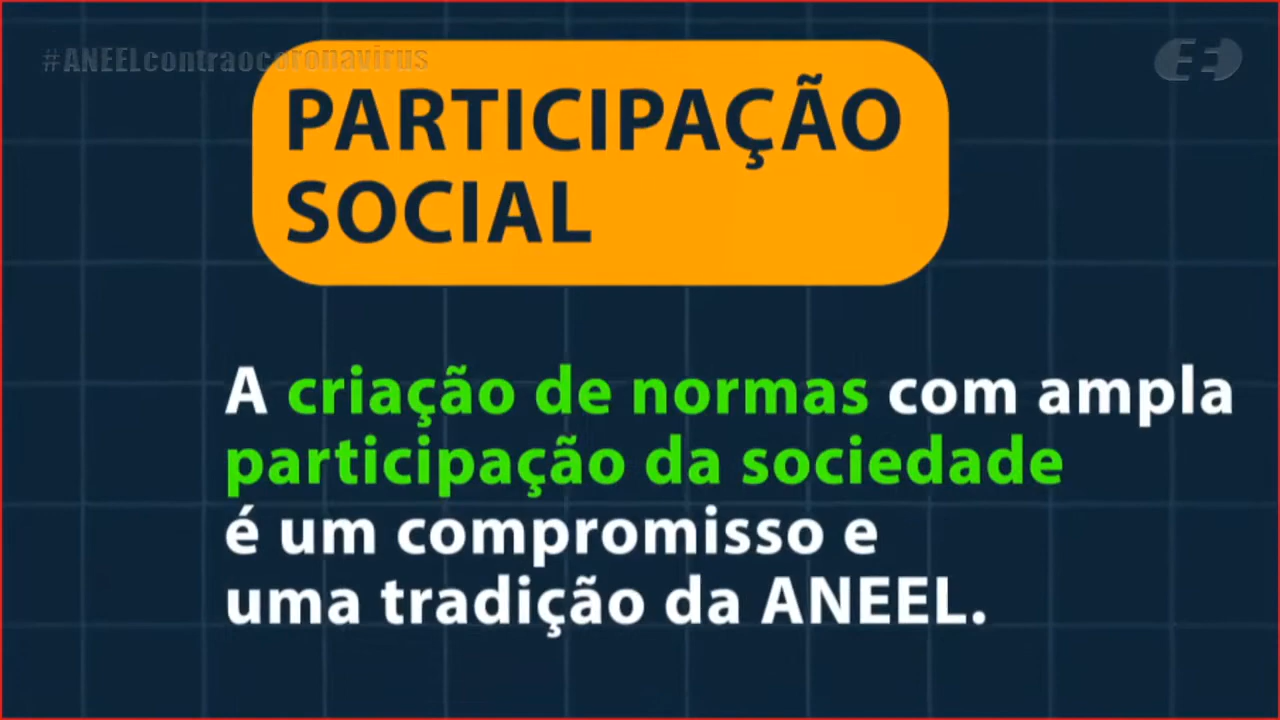 #ANEELcontraocoronavirus
PARTICIPAÇÃO
SOCIAL
A criação de normas com ampla
participação da sociedade
é um compromisso e
uma tradição da ANEEL.